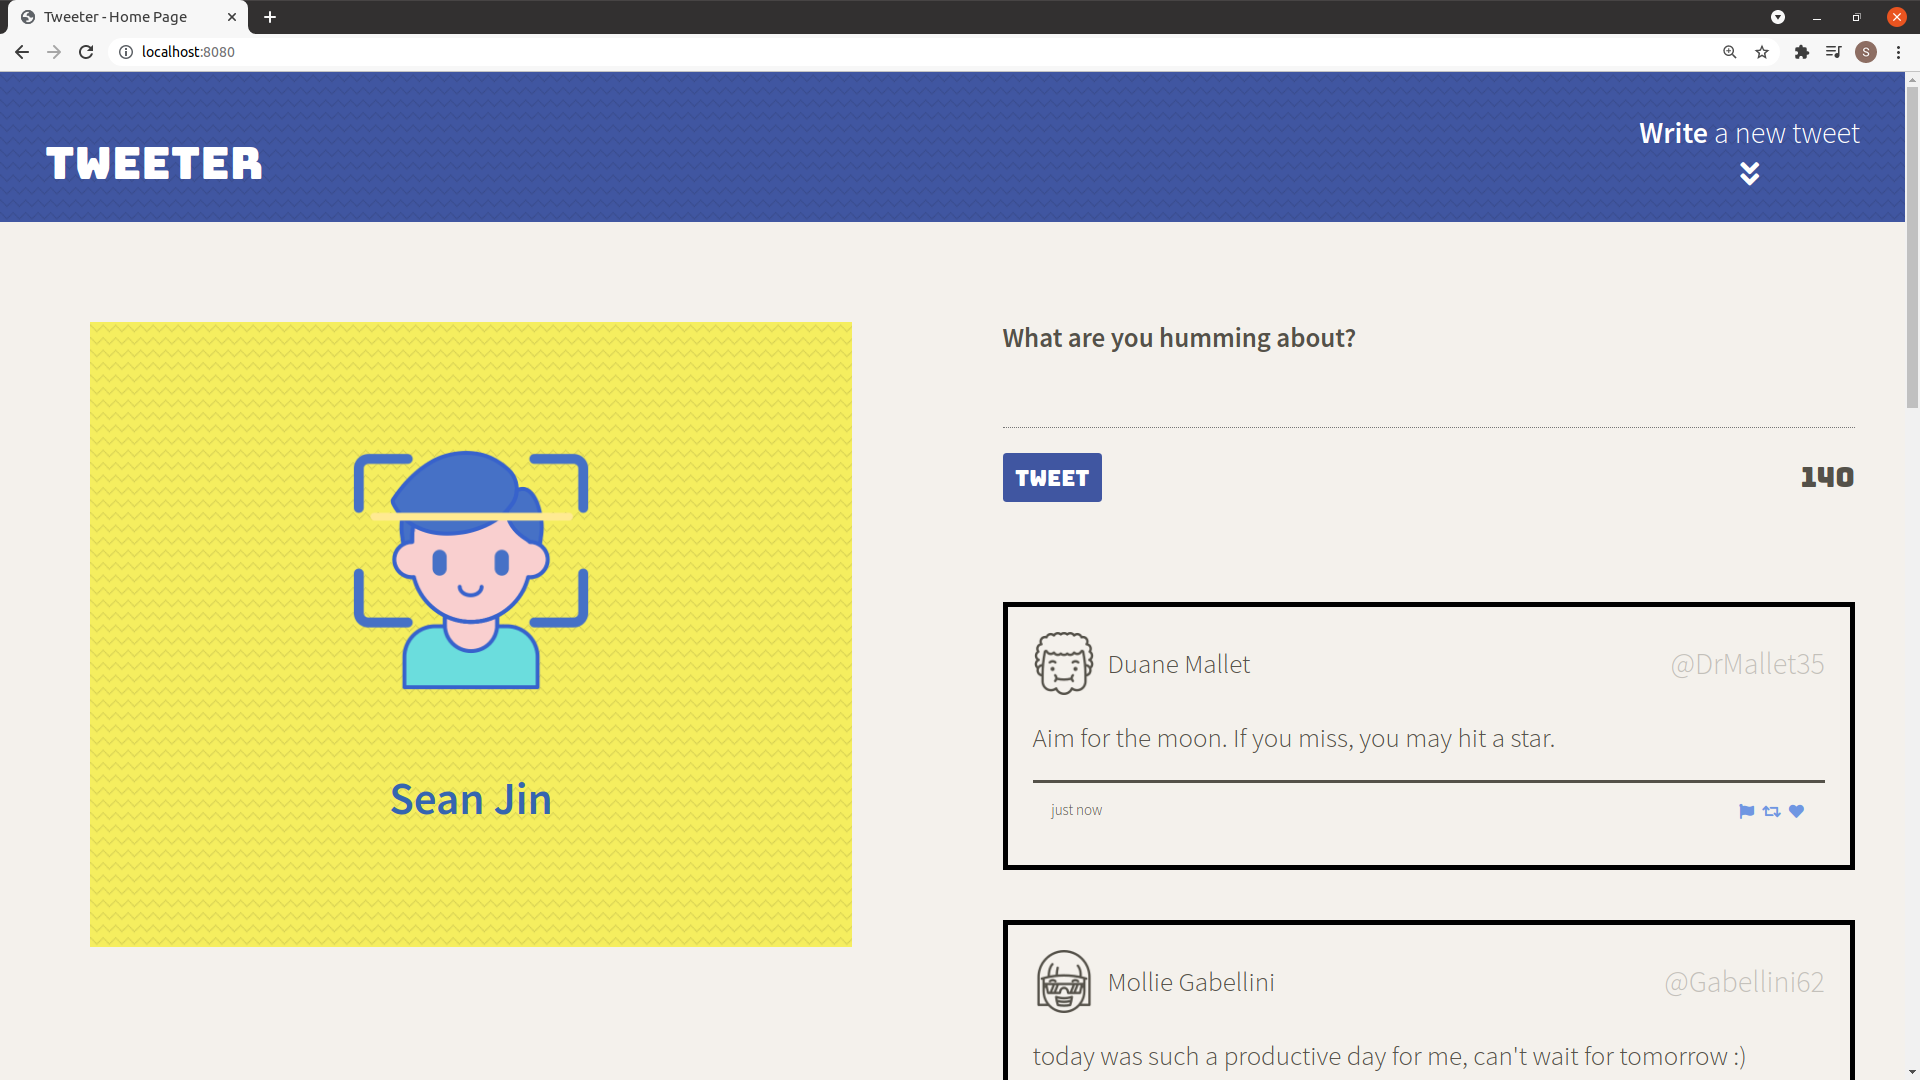 Tweeter - Home Page
localhost:8080
S
TWEETER
Write a new tweet
Sean Jin
What are you humming about?
TWEET
140
Duane Mallet
@DrMallet35
Aim for the moon. If you miss, you may hit a star.
just now
Mollie Gabellini
@Gabellini62
today was such a productive day for me, can't wait for tomorrow :)